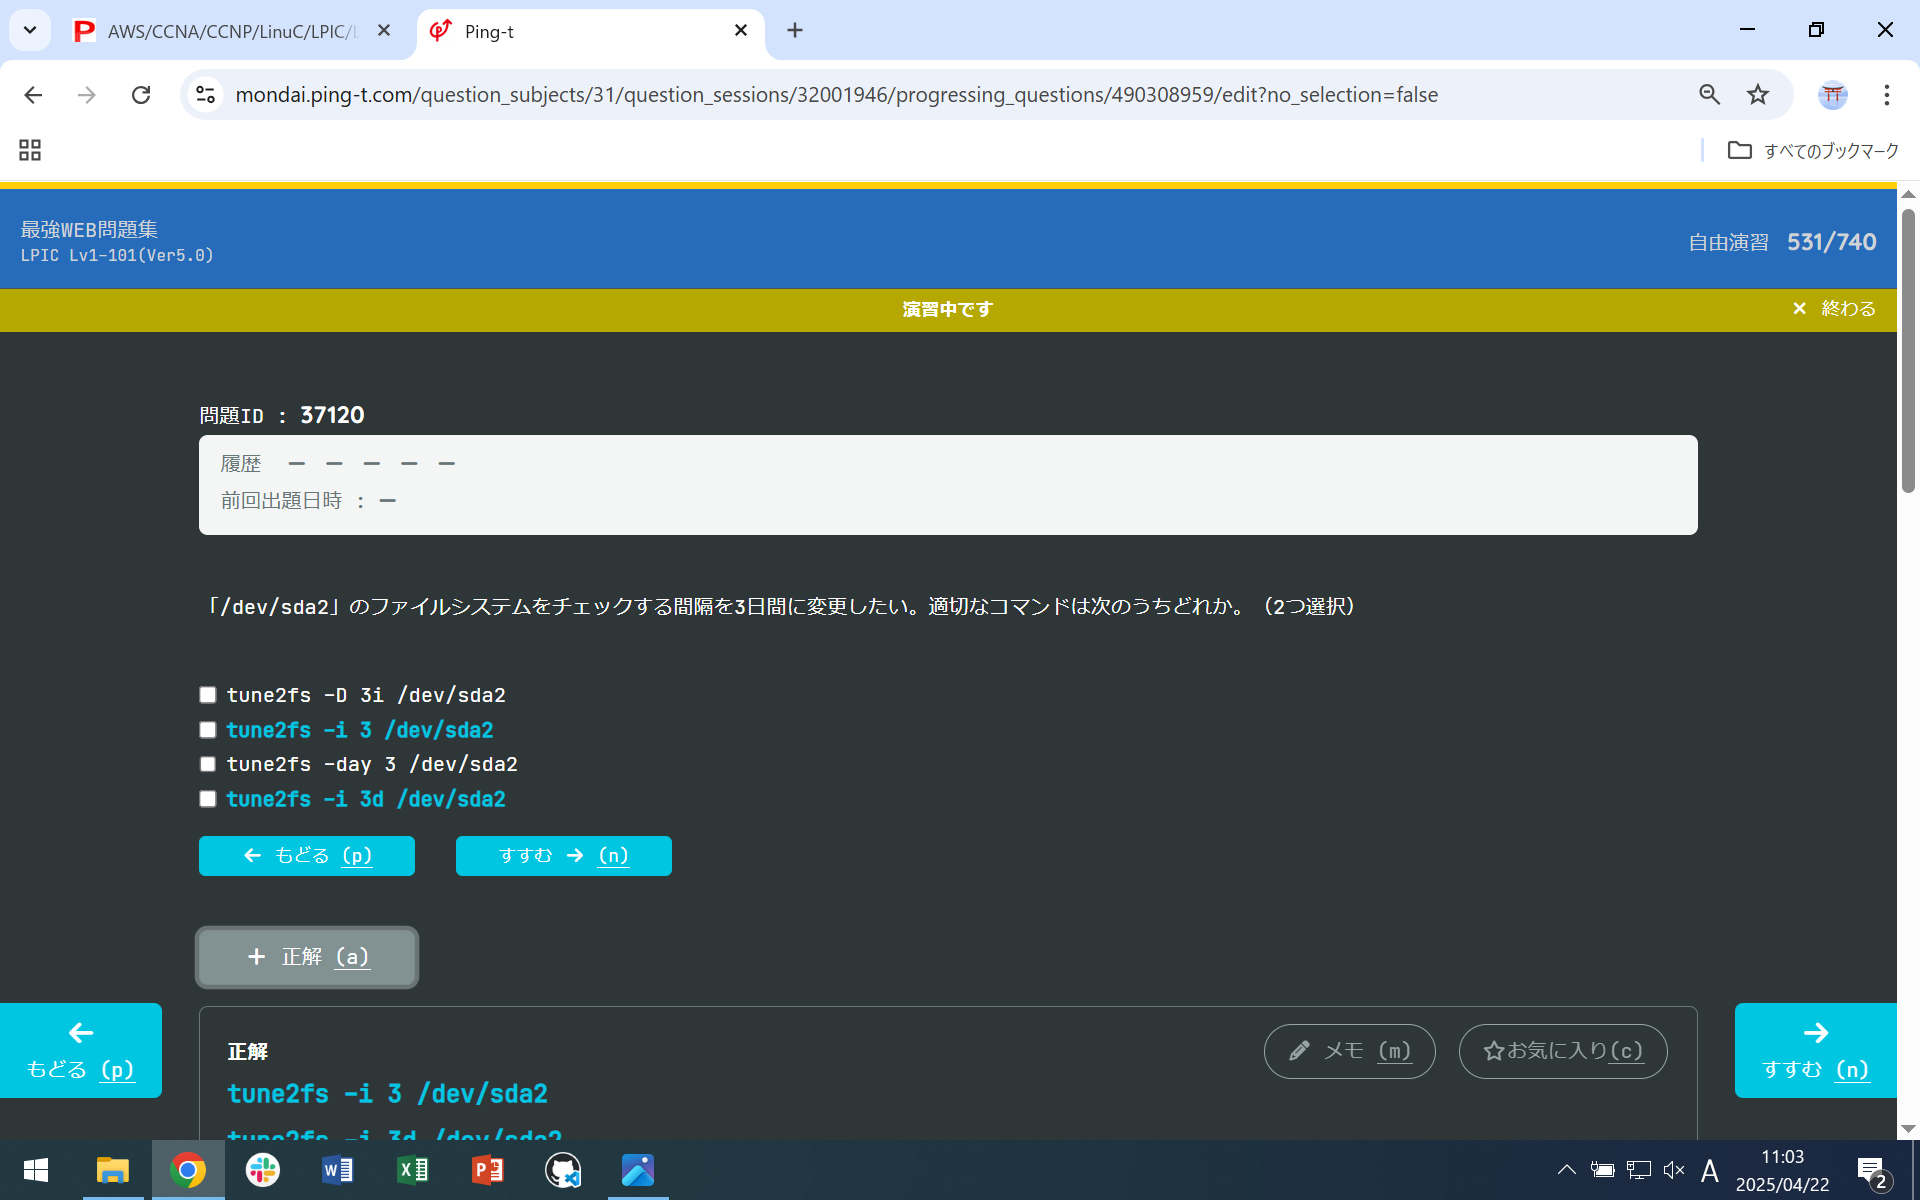 AWS/CCNA/CCNP/LinuC/LPIC/
Ping-t
mondai.ping-t.com/question_subjects/31/question_sessions/32001946/progressing_questions/490308959/edit?no_selection=false
すべてのブックマーク
最強WEB問題集
LPIC Lv1-101(Ver5.0)
自由演習 531/740
演習中です
× 終わる
問題ID : 37120
履歴 － － － － －
前回出題日時 : －
「/dev/sda2」のファイルシステムをチェックする間隔を3日間に変更したい。適切なコマンドは次のうちどれか。（2つ選択）
tune2fs -D 3i /dev/sda2
tune2fs -i 3 /dev/sda2
tune2fs -day 3 /dev/sda2
tune2fs -i 3d /dev/sda2
← もどる (p)
すすむ → (n)
+ 正解 (a)
← もどる (p)
正解
メモ (m)
☆お気に入り(c)
→ すすむ (n)
tune2fs -i 3 /dev/sda2
tune2fs -i 3d /dev/sda2
A
11:03
2025/04/22
2